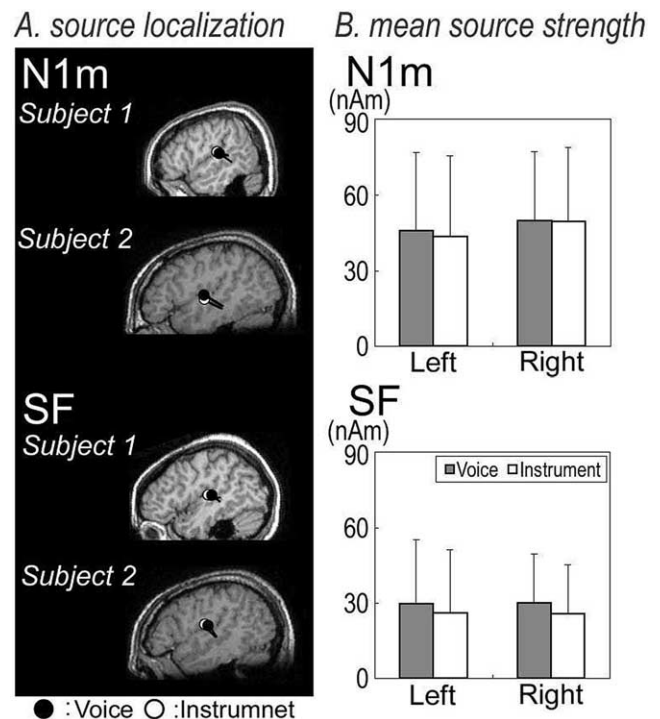 A. source localization
N1m
Subject 1
Subject 2
SF
Subject 1
Subject 2
● : Voice ○ :Instrumnet
B. mean source strength
N1m
(nAm)
90
60
30
0
Left Right
SF
(nAm)
90
Voice Instrument
60
30
0
Left Right